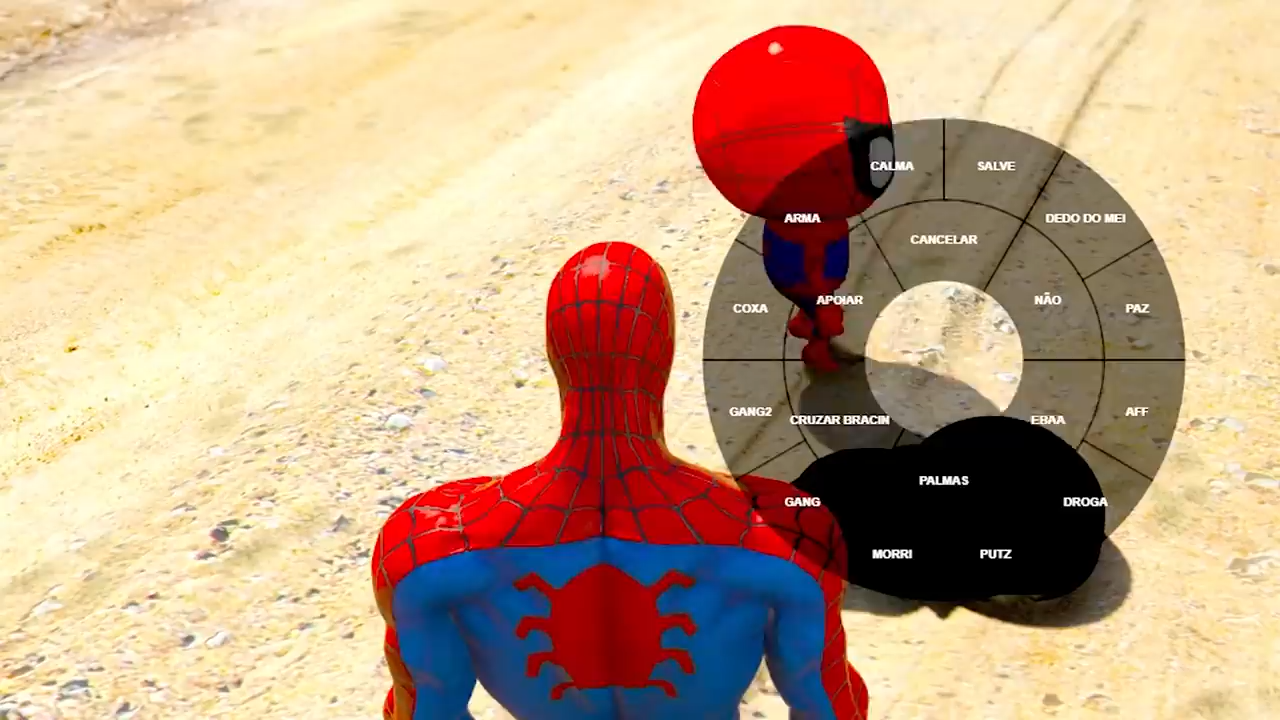 CALMA SALVE
ARMA DEDO DO MEI
CANCELAR
COXA APOIAR NÃO PAZ
GANG2 CRUZAR BRACIN EBAA AFF
PALMAS
GANG DROGA
MORRI PUTZ